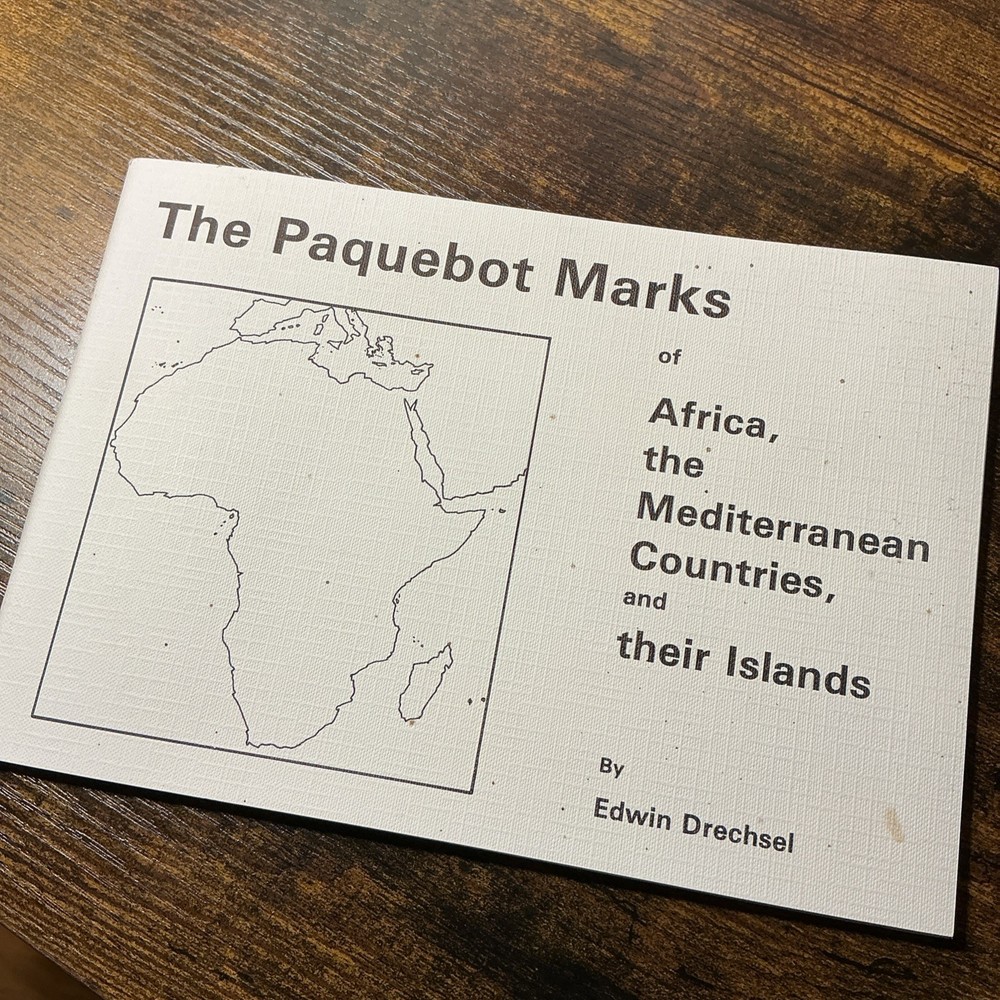 The Paquebot Marks
of
Africa,
the
Mediterranean
Countries,
and
their Islands
By
Edwin Drechsel